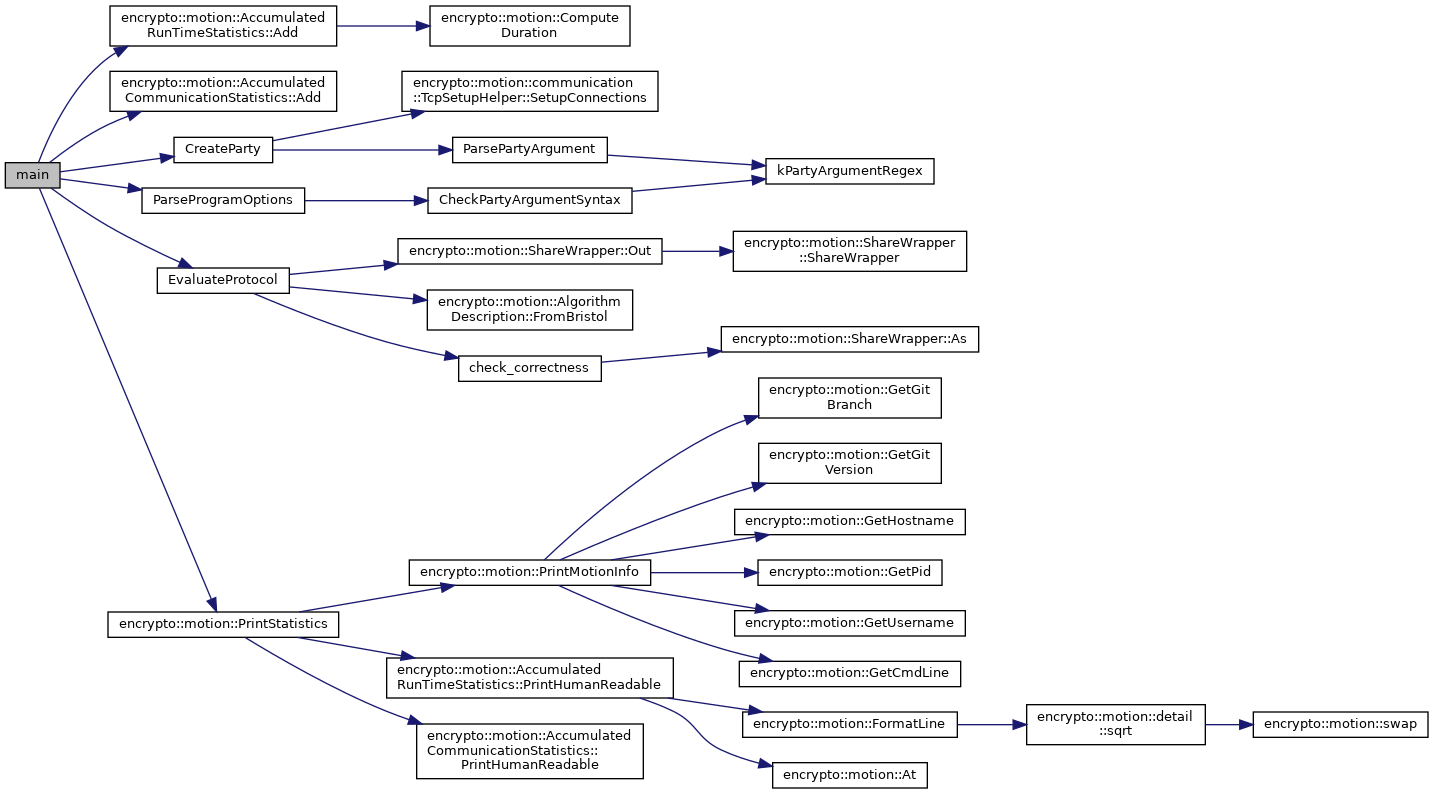 main
encrypto::motion::Accumulated
RunTimeStatistics::Add
encrypto::motion::Compute
Duration
encrypto::motion::Accumulated
CommunicationStatistics::Add
encrypto::motion::communication
::TcpSetupHelper::SetupConnections
CreateParty
ParsePartyArgument
kPartyArgumentRegex
ParseProgramOptions
CheckPartyArgumentSyntax
EvaluateProtocol
encrypto::motion::ShareWrapper::Out
encrypto::motion::ShareWrapper
::ShareWrapper
encrypto::motion::Algorithm
Description::FromBristol
check_correctness
encrypto::motion::ShareWrapper::As
encrypto::motion::PrintStatistics
encrypto::motion::PrintMotionInfo
encrypto::motion::GetGit
Branch
encrypto::motion::GetGit
Version
encrypto::motion::GetHostname
encrypto::motion::GetPid
encrypto::motion::GetUsername
encrypto::motion::GetCmdLine
encrypto::motion::Accumulated
RunTimeStatistics::PrintHumanReadable
encrypto::motion::FormatLine
encrypto::motion::detail
::sqrt
encrypto::motion::swap
encrypto::motion::At
encrypto::motion::Accumulated
CommunicationStatistics::
PrintHumanReadable